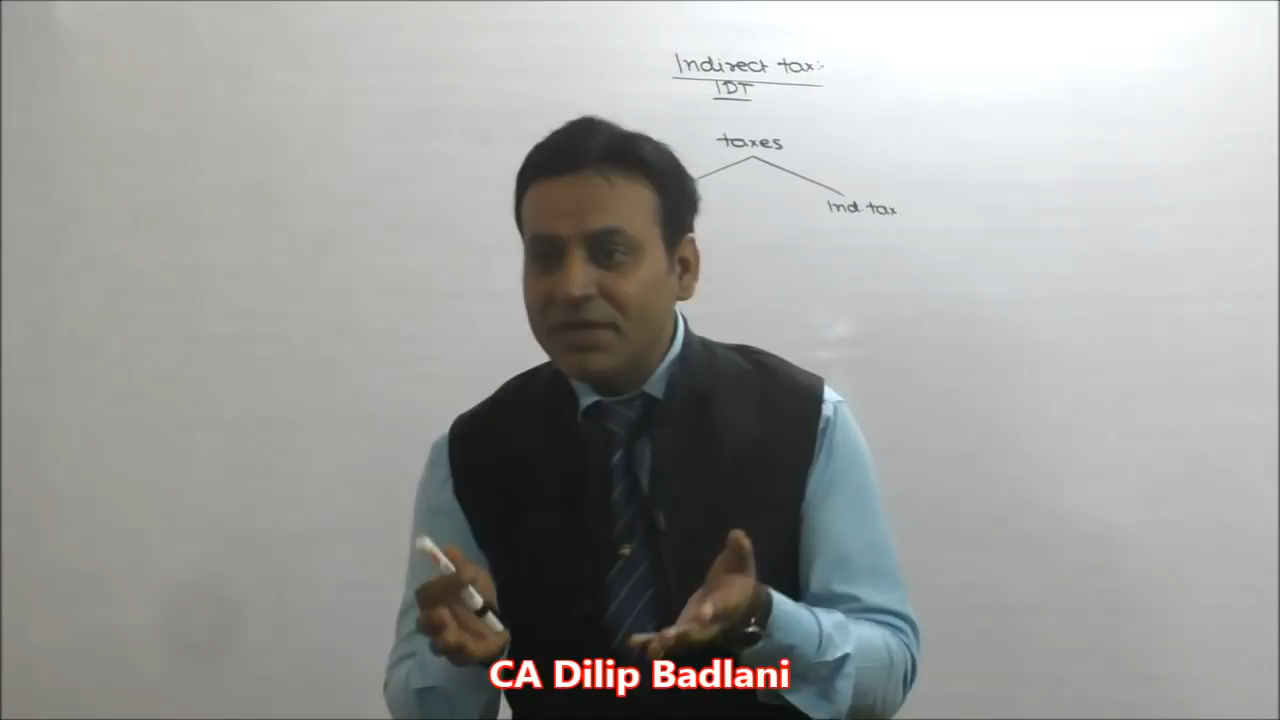 Indirect tax:-
IDT
taxes
Ind. tax
CA Dilip Badlani